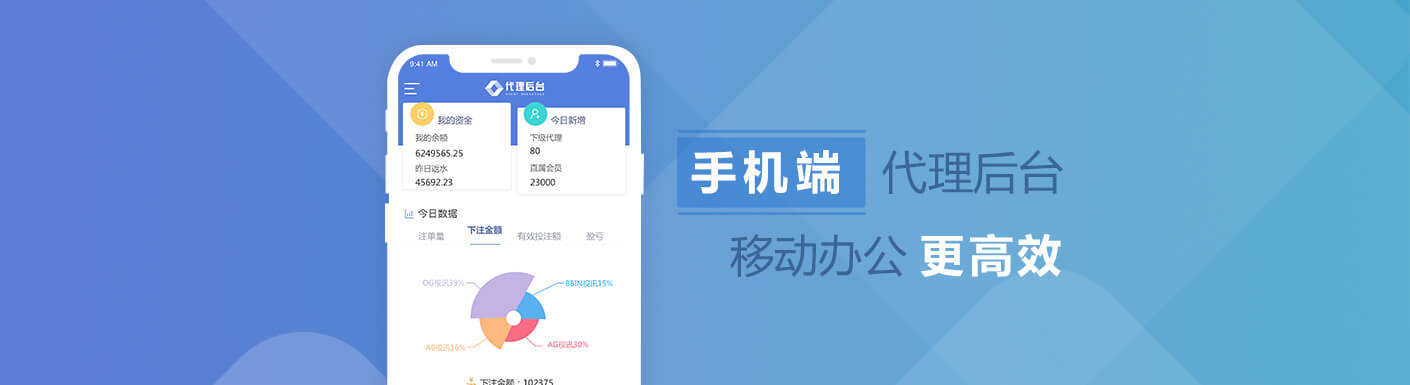 9:41 AM
代理后台
我的资金
我的余额
6249565.25
昨日返水
45692.23
今日新增
下级代理
80
直属会员
23000
今日数据
注单量 下注金额 有效投注额 盈亏
OG视讯39%
BBIN视讯15%
AB视讯16%
AG视讯30%
下注金额：102375
手机端 代理后台
移动办公 更高效